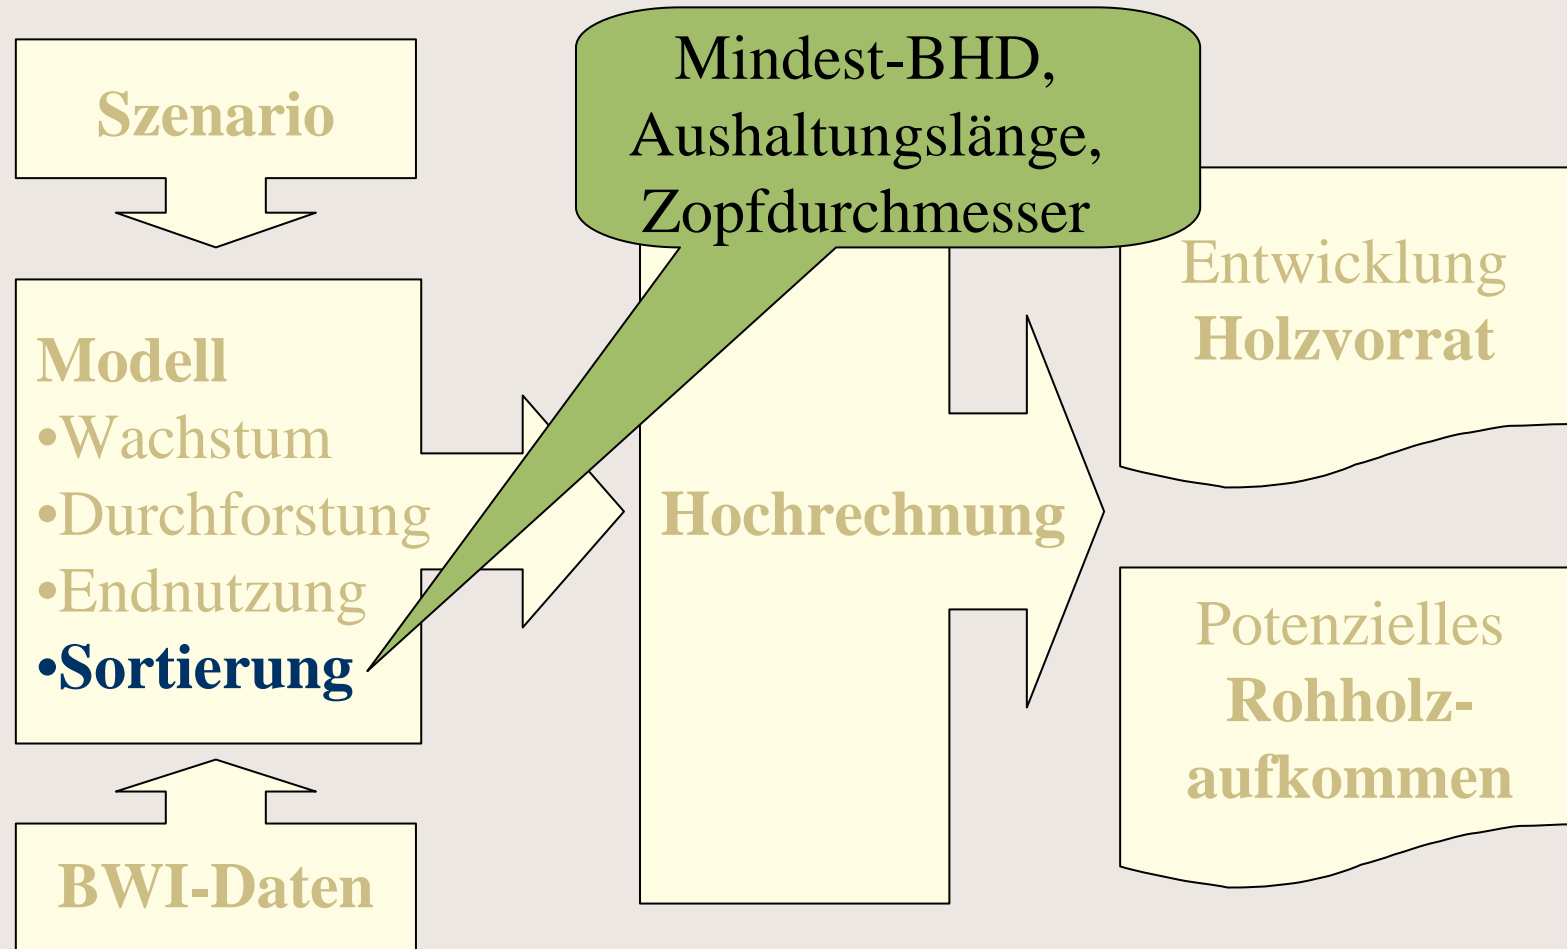 Szenario
Mindest-BHD,
Aushaltungslänge,
Zopfdurchmesser
Modell
•Wachstum
•Durchforstung
•Endnutzung
•Sortierung
BWI-Daten
Hochrechnung
Entwicklung
Holzvorrat
Potenzielles
Rohholz-
aufkommen